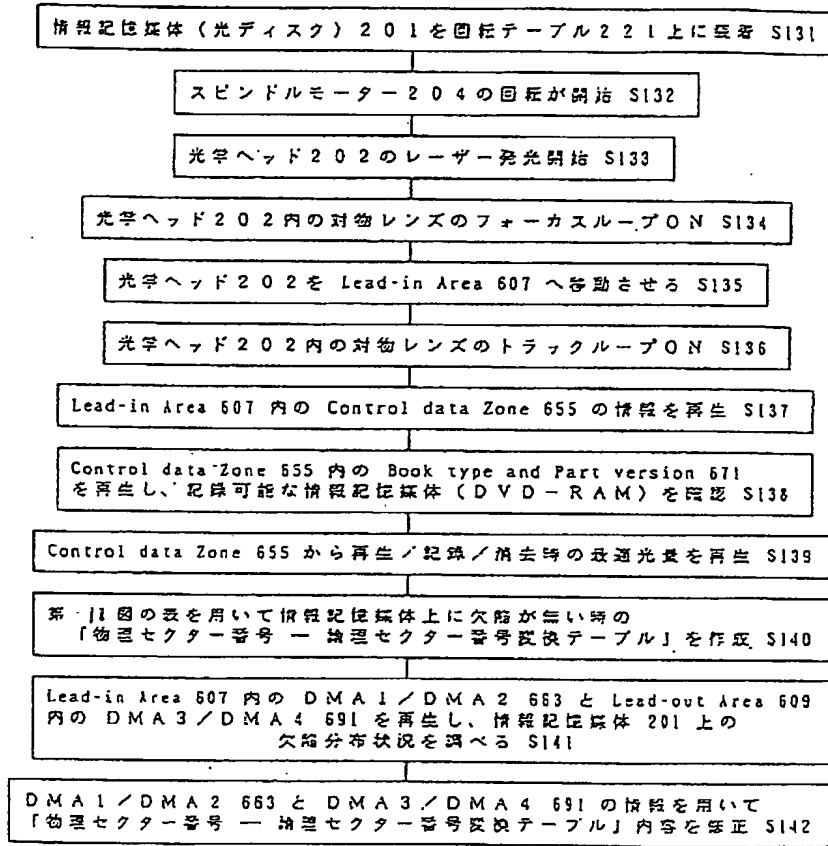 情報記憶媒体（光ディスク）２０１を回転テーブル２２１上に装着 S131
スピンドルモーター２０４の回転が開始 S132
光学ヘッド２０２のレーザー発光開始 S133
光学ヘッド２０２内の対物レンズのフォーカスループＯＮ S134
光学ヘッド２０２を Lead-in Area 607 へ移動させる S135
光学ヘッド２０２内の対物レンズのトラックループＯＮ S136
Lead-in Area 607 内の Control data Zone 655 の情報を再生 S137
Control data Zone 655 内の Book type and Part version 671
を再生し、記録可能な情報記憶媒体（ＤＶＤ－ＲＡＭ）を確認 S138
Control data Zone 655 から再生／記録／消去時の最適光量を再生 S139
第 11 図の表を用いて情報記憶媒体上に欠陥が無い時の
「物理セクター番号 ― 論理セクター番号変換テーブル」を作成 S140
Lead-in Area 607 内の ＤＭＡ１／ＤＭＡ２ 663 と Lead-out Area 609
内の ＤＭＡ３／ＤＭＡ４ 691 を再生し、情報記憶媒体 201 上の
欠陥分布状況を調べる S141
ＤＭＡ１／ＤＭＡ２ 663 と ＤＭＡ３／ＤＭＡ４ 691 の情報を用いて
「物理セクター番号 ― 論理セクター番号変換テーブル」内容を修正 S142